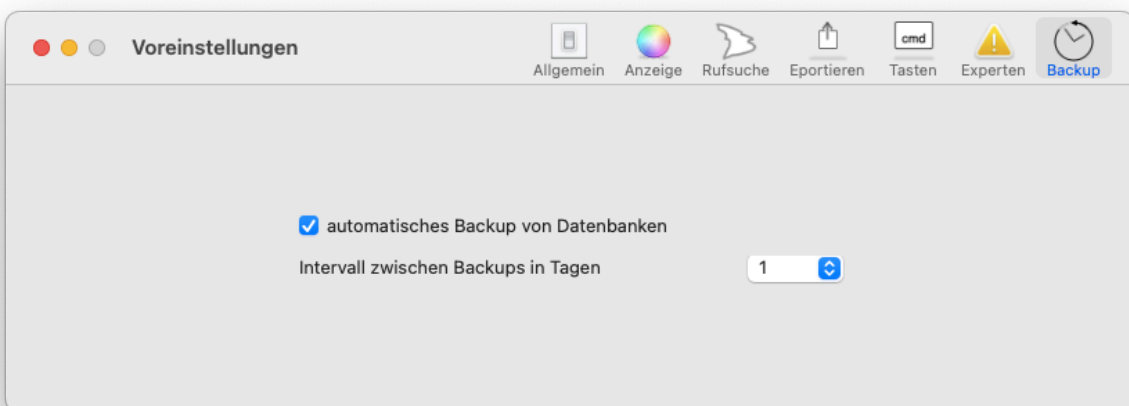 Voreinstellungen
cmd
Allgemein Anzeige Rufsuche Eportieren Tasten Experten Backup
automatisches Backup von Datenbanken
Intervall zwischen Backups in Tagen 1